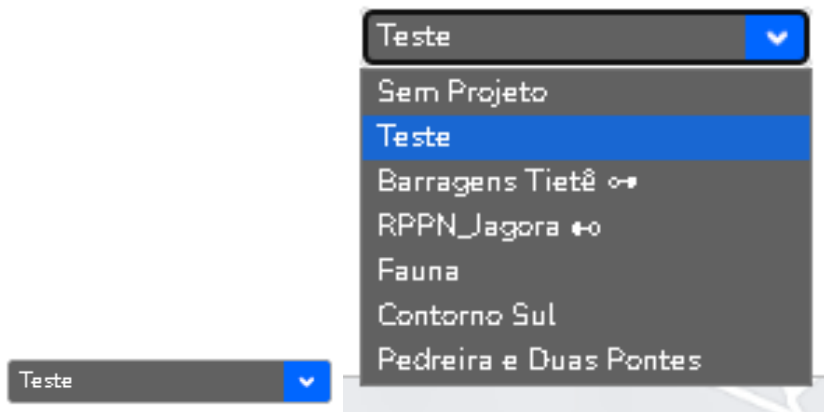 Teste
Sem Projeto
Teste
Barragens Tietê
RPPN_Jagora
Fauna
Contorno Sul
Pedreira e Duas Pontes
Teste